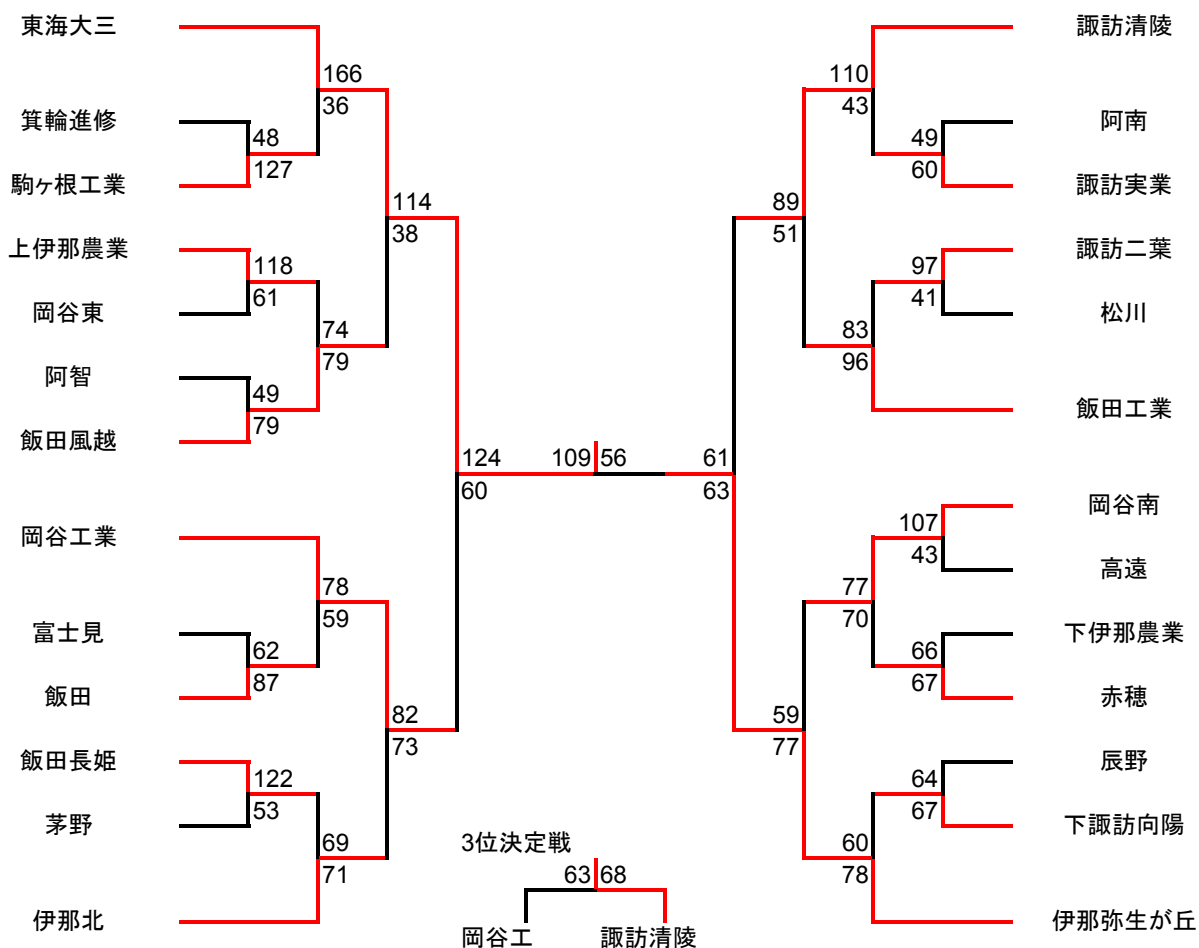 東海大三
諏訪清陵
166
110
36
43
箕輪進修
阿南
48
49
127
60
駒ヶ根工業
諏訪実業
114
89
38
51
上伊那農業
諏訪二葉
118
97
61
41
岡谷東
松川
74
83
79
96
阿智
49
79
飯田工業
飯田風越
124
109
56
61
60
63
岡谷南
107
43
岡谷工業
高遠
78
77
59
70
富士見
下伊那農業
62
66
87
67
飯田
赤穂
82
59
73
77
飯田長姫
辰野
122
64
53
67
茅野
下諏訪向陽
69
60
71
78
3位決定戦
63
68
伊那北
岡谷工
諏訪清陵
伊那弥生が丘